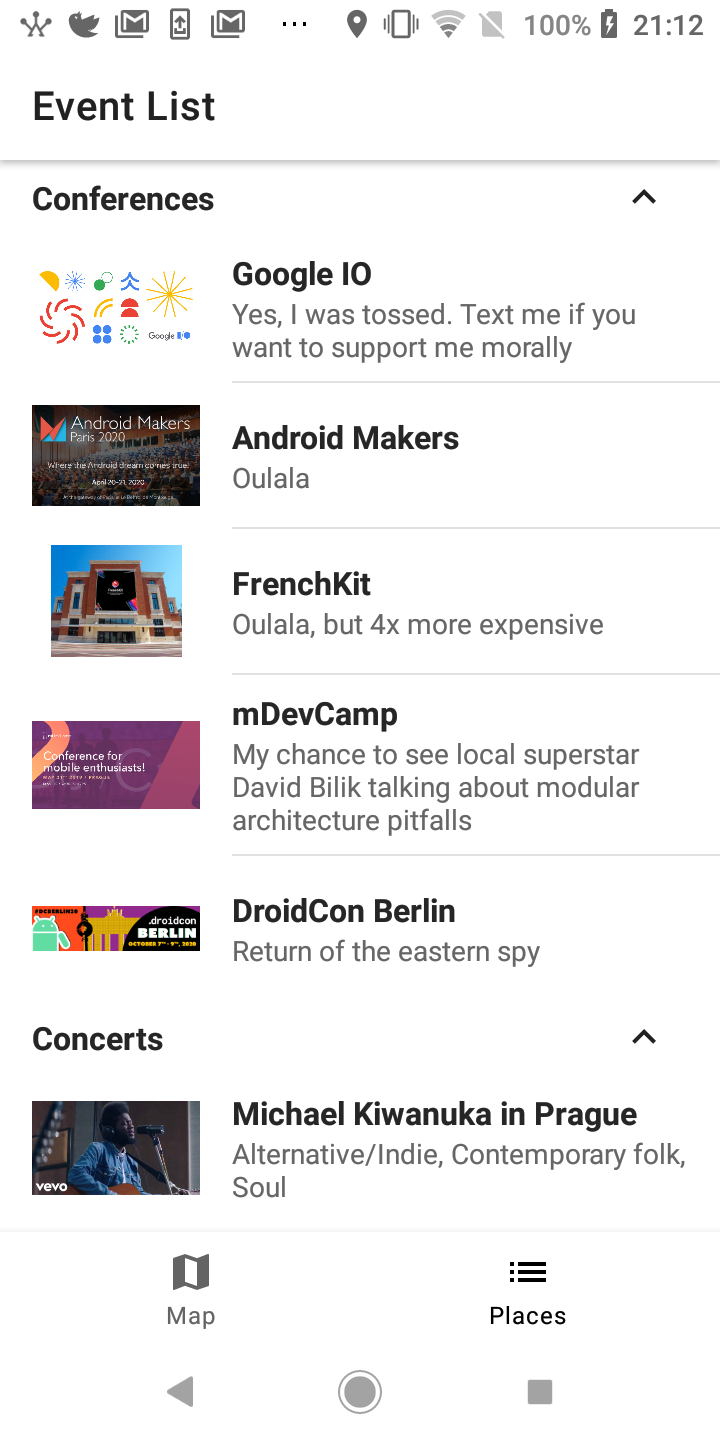 100% 21:12
Event List
Conferences
Google IO
Yes, I was tossed. Text me if you
want to support me morally
Google I/O
Android Makers
Oulala
Android Makers
Paris 2020
Where the Android dream comes true!
April 20-21, 2020
FrenchKit
Oulala, but 4x more expensive
mDevCamp
My chance to see local superstar
David Bilik talking about modular
architecture pitfalls
Conference for
mobile enthusiasts!
DroidCon Berlin
Return of the eastern spy
#DCBERLIN20
.droidcon
BERLIN
OCTOBER 7TH - 9TH, 2020
Concerts
Michael Kiwanuka in Prague
Alternative/Indie, Contemporary folk,
Soul
vevo
Map
Places